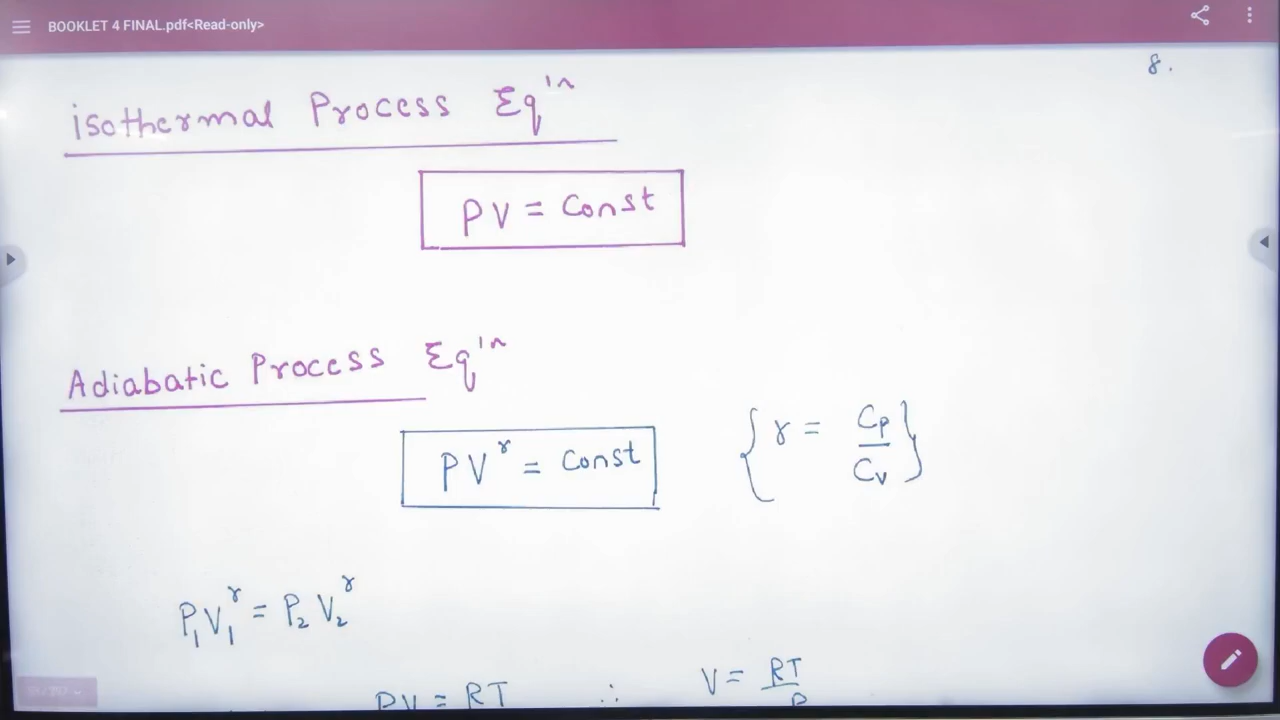 BOOKLET 4 FINAL.pdf<Read-only>
8.
isothermal Process Eq'n
PV = Const
Adiabatic Process Eq'n
PV^γ = Const { γ = Cp/Cv }
P₁V₁^γ = P₂V₂^γ
PV = RT ∴ V = RT/P